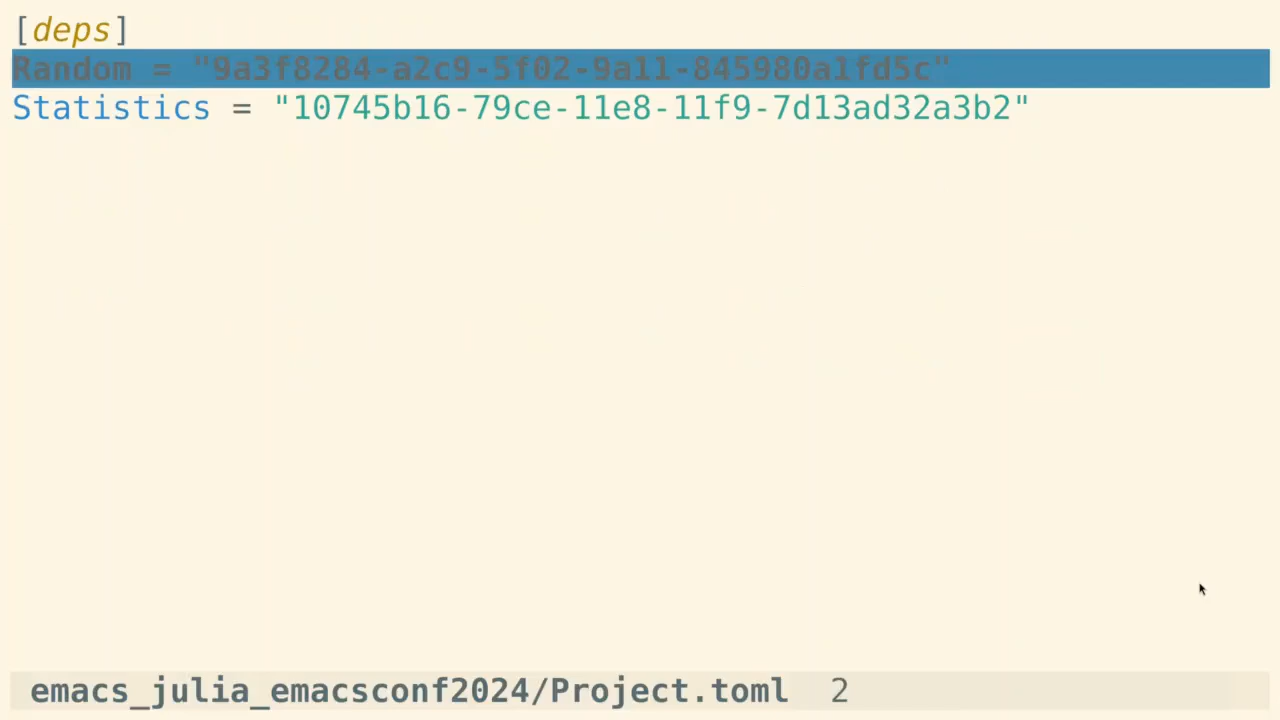 [deps]
Random = "9a3f8284-a2c9-5f02-9a11-845980a1fd5c"
Statistics = "10745b16-79ce-11e8-11f9-7d13ad32a3b2"
emacs_julia_emacsconf2024/Project.toml 2